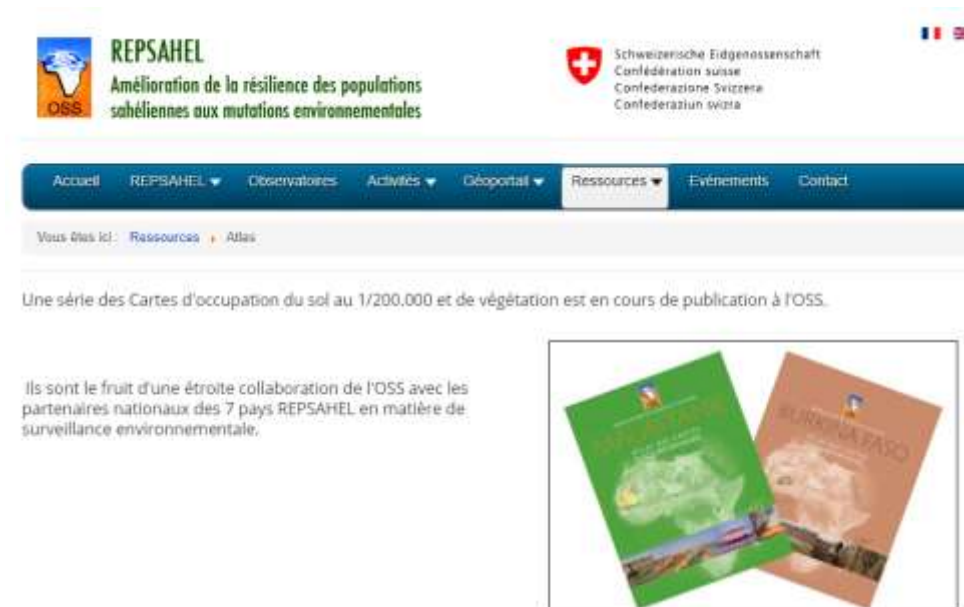 REPSAHEL
Amélioration de la résilience des populations
sahéliennes aux mutations environnementales
OSS
Schweizerische Eidgenossenschaft
Confédération suisse
Confederazione Svizzera
Confederaziun svizra
Accueil REPSAHEL Observatoires Activités Géoportail Ressources Evénements Contact
Vous êtes ici : Ressources Atlas
Une série des Cartes d'occupation du sol au 1/200.000 et de végétation est en cours de publication à l'OSS.
Ils sont le fruit d'une étroite collaboration de l'OSS avec les
partenaires nationaux des 7 pays REPSAHEL en matière de
surveillance environnementale.
BURKINA FASO